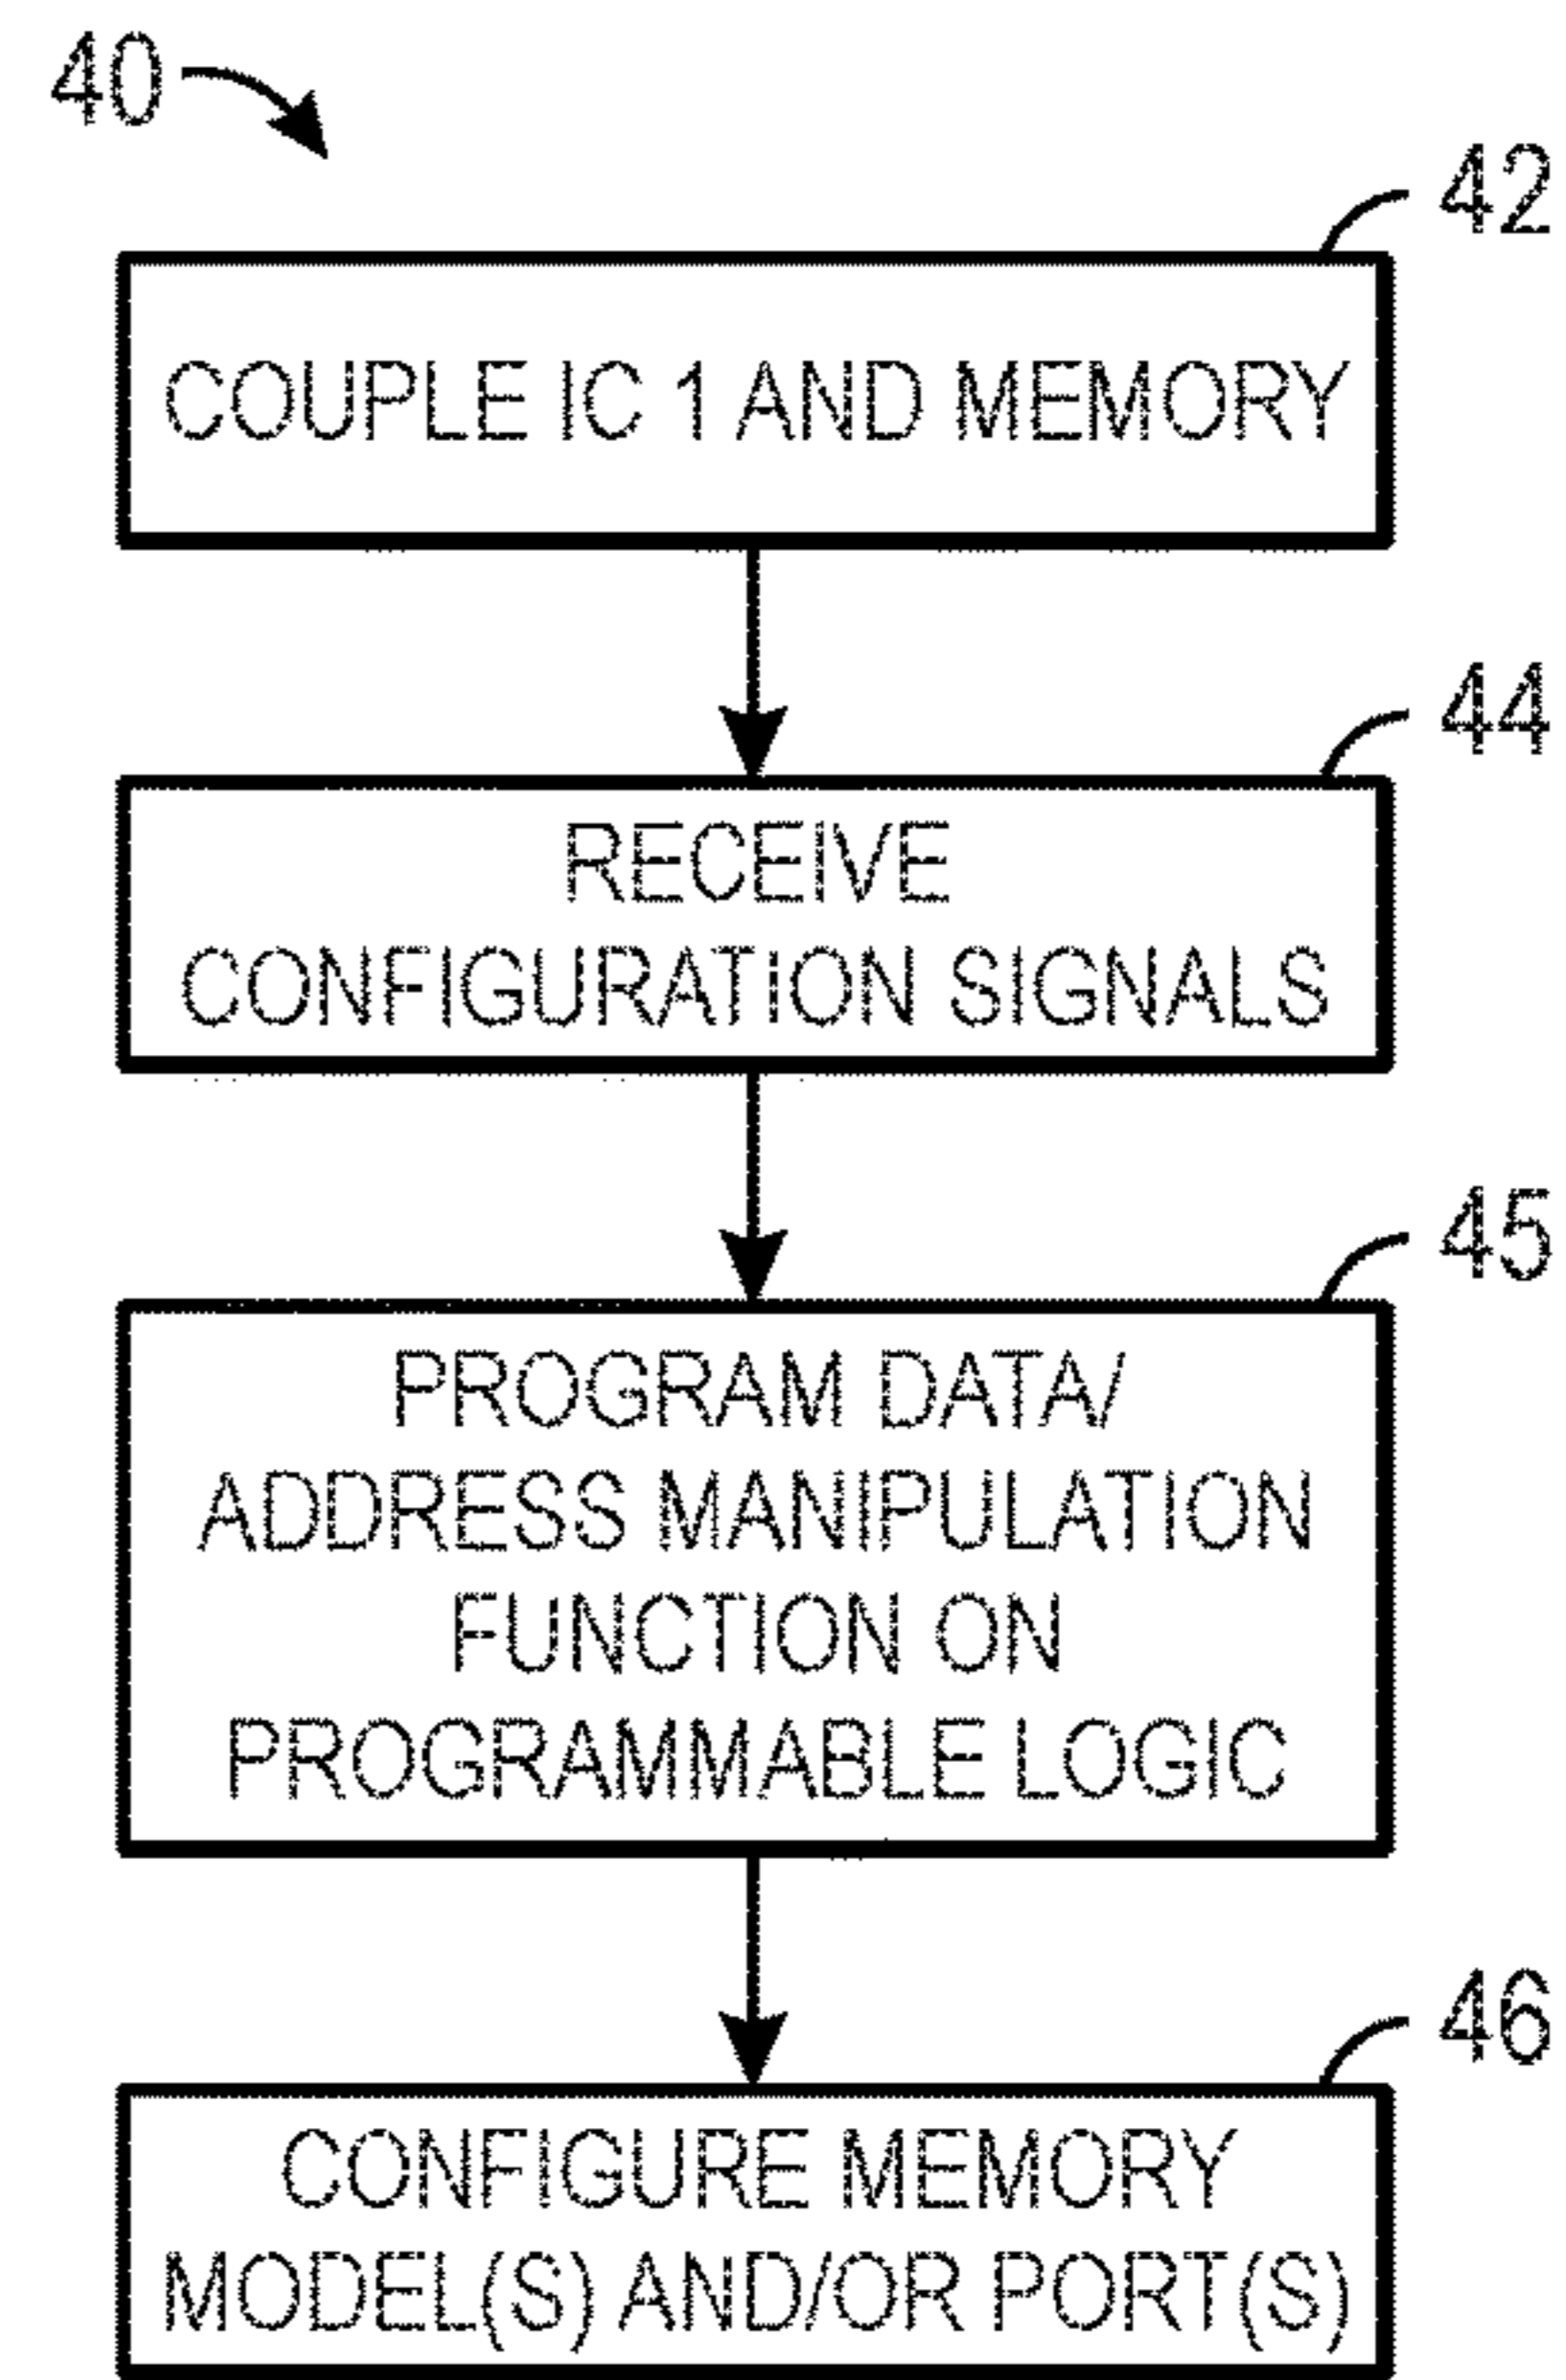 40
42
COUPLE IC 1 AND MEMORY
44
RECEIVE
CONFIGURATION SIGNALS
45
PROGRAM DATA/
ADDRESS MANIPULATION
FUNCTION ON
PROGRAMMABLE LOGIC
46
CONFIGURE MEMORY
MODEL(S) AND/OR PORT(S)